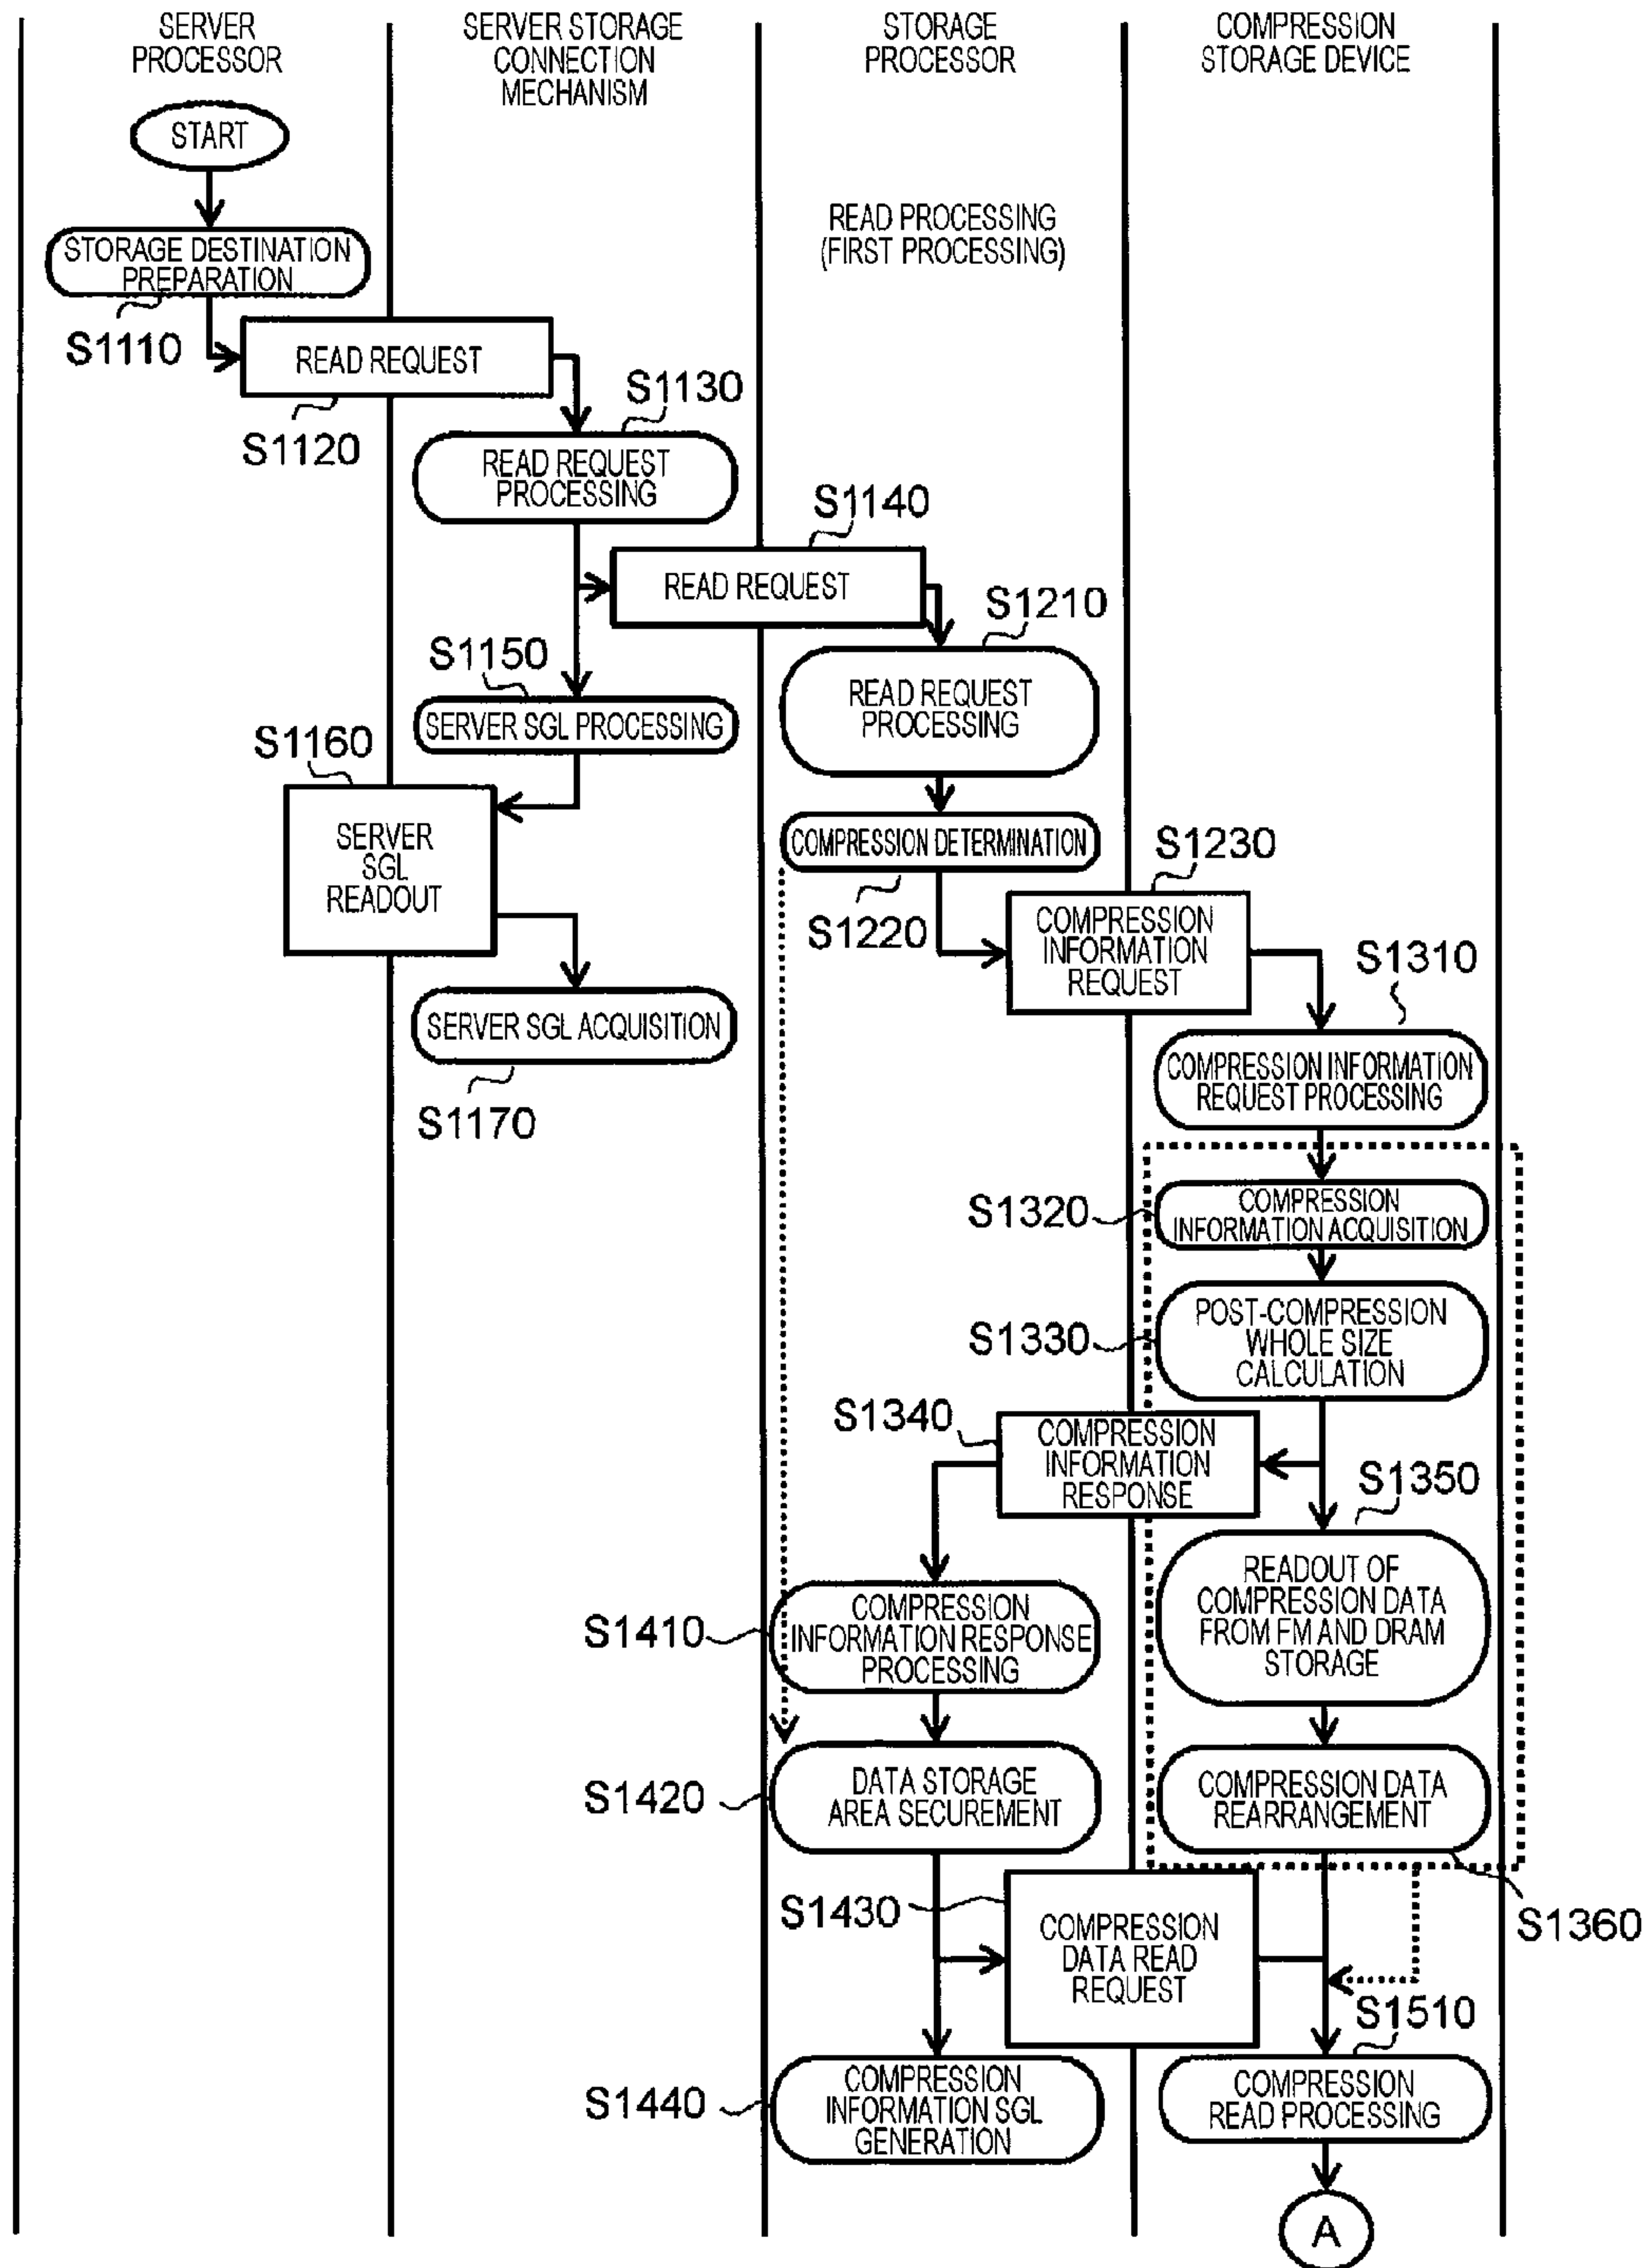 SERVER
PROCESSOR
SERVER STORAGE
CONNECTION
MECHANISM
STORAGE
PROCESSOR
COMPRESSION
STORAGE DEVICE
START
READ PROCESSING
(FIRST PROCESSING)
STORAGE DESTINATION
PREPARATION
S1110
READ REQUEST
S1120
S1130
READ REQUEST
PROCESSING
S1140
READ REQUEST
S1150
SERVER SGL PROCESSING
S1160
SERVER
SGL
READOUT
SERVER SGL ACQUISITION
S1170
S1210
READ REQUEST
PROCESSING
COMPRESSION DETERMINATION
S1220
S1230
COMPRESSION
INFORMATION
REQUEST
S1310
COMPRESSION INFORMATION
REQUEST PROCESSING
S1320
COMPRESSION
INFORMATION ACQUISITION
S1330
POST-COMPRESSION
WHOLE SIZE
CALCULATION
S1340
COMPRESSION
INFORMATION
RESPONSE
S1350
READOUT OF
COMPRESSION DATA
FROM FM AND DRAM
STORAGE
S1410
COMPRESSION
INFORMATION RESPONSE
PROCESSING
S1420
DATA STORAGE
AREA SECUREMENT
COMPRESSION DATA
REARRANGEMENT
S1360
S1430
COMPRESSION
DATA READ
REQUEST
S1510
S1440
COMPRESSION
INFORMATION SGL
GENERATION
COMPRESSION
READ PROCESSING
A